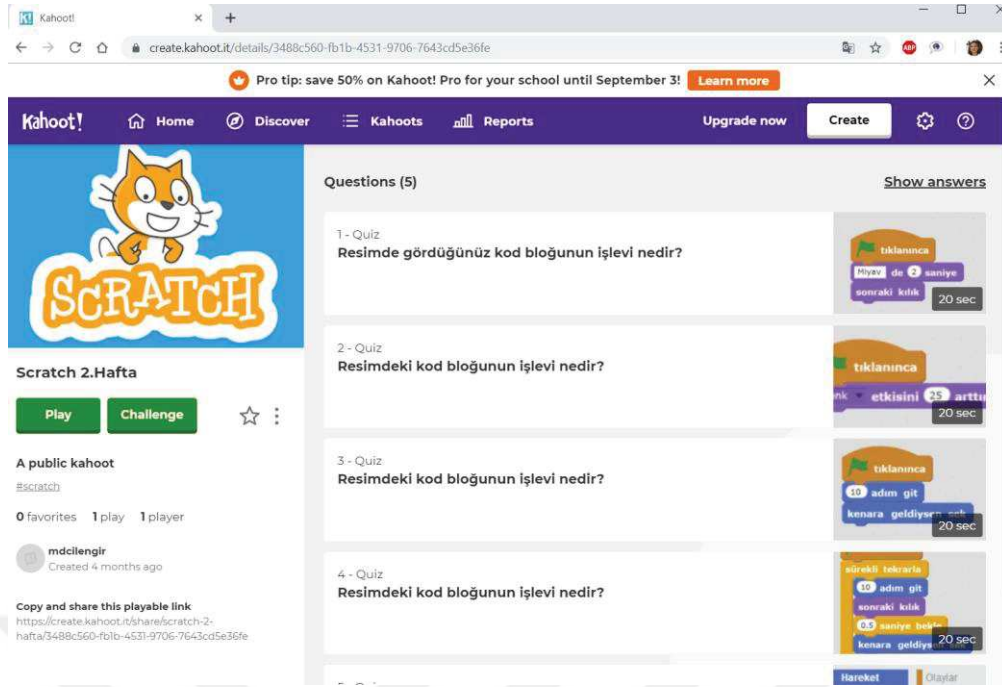 Kahoot!
create.kahoot.it/details/3488c560-fb1b-4531-9706-7643cd5e36fe
ABP
Pro tip: save 50% on Kahoot! Pro for your school until September 3! Learn more
Kahoot! Home Discover Kahoots Reports Upgrade now Create
SCRATCH
Scratch 2.Hafta
Play Challenge
A public kahoot
#scratch
0 favorites 1 play 1 player
mdcilengir
Created 4 months ago
Copy and share this playable link
https://create.kahoot.it/share/scratch-2-
hafta/3488c560-fb1b-4531-9706-7643cd5e36fe
Questions (5) Show answers
1 - Quiz
Resimde gördüğünüz kod bloğunun işlevi nedir?
tıklanınca
Miyav de 2 saniye
sonraki kılık
20 sec
2 - Quiz
Resimdeki kod bloğunun işlevi nedir?
tıklanınca
etkisini 25
20 sec
3 - Quiz
Resimdeki kod bloğunun işlevi nedir?
tıklanınca
10 adım git
kenara geldiysen sek
20 sec
4 - Quiz
Resimdeki kod bloğunun işlevi nedir?
sürekli tekrarla
10 adım git
sonraki kılık
0.5 saniye bekle
kenara
20 sec
Hareket Olaylar